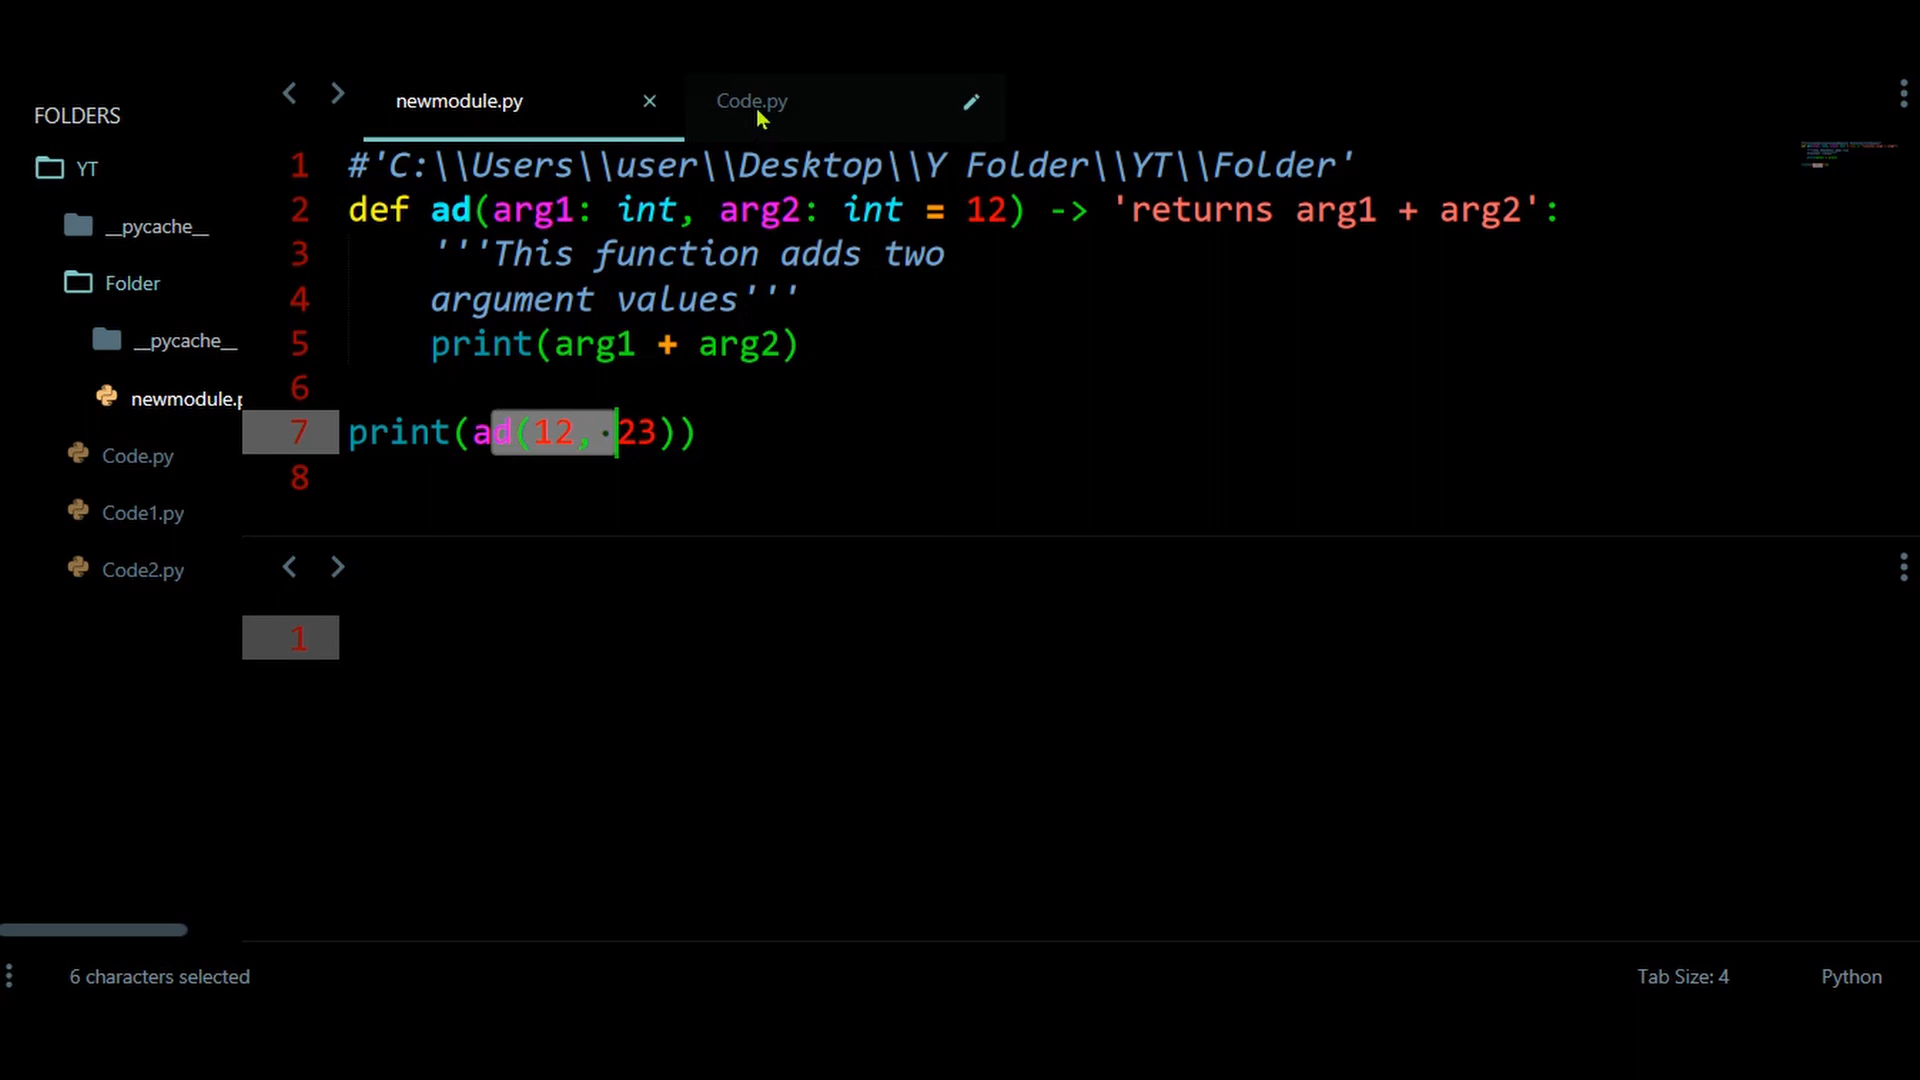 FOLDERS
YT
__pycache__
Folder
__pycache__
newmodule.p
Code.py
Code1.py
Code2.py
newmodule.py
Code.py
1 #'C:\\Users\\user\\Desktop\\Y Folder\\YT\\Folder'
2 def ad(arg1: int, arg2: int = 12) -> 'returns arg1 + arg2':
3 '''This function adds two
4 argument values'''
5 print(arg1 + arg2)
6
7 print(ad(12, 23))
8
1
6 characters selected
Tab Size: 4
Python